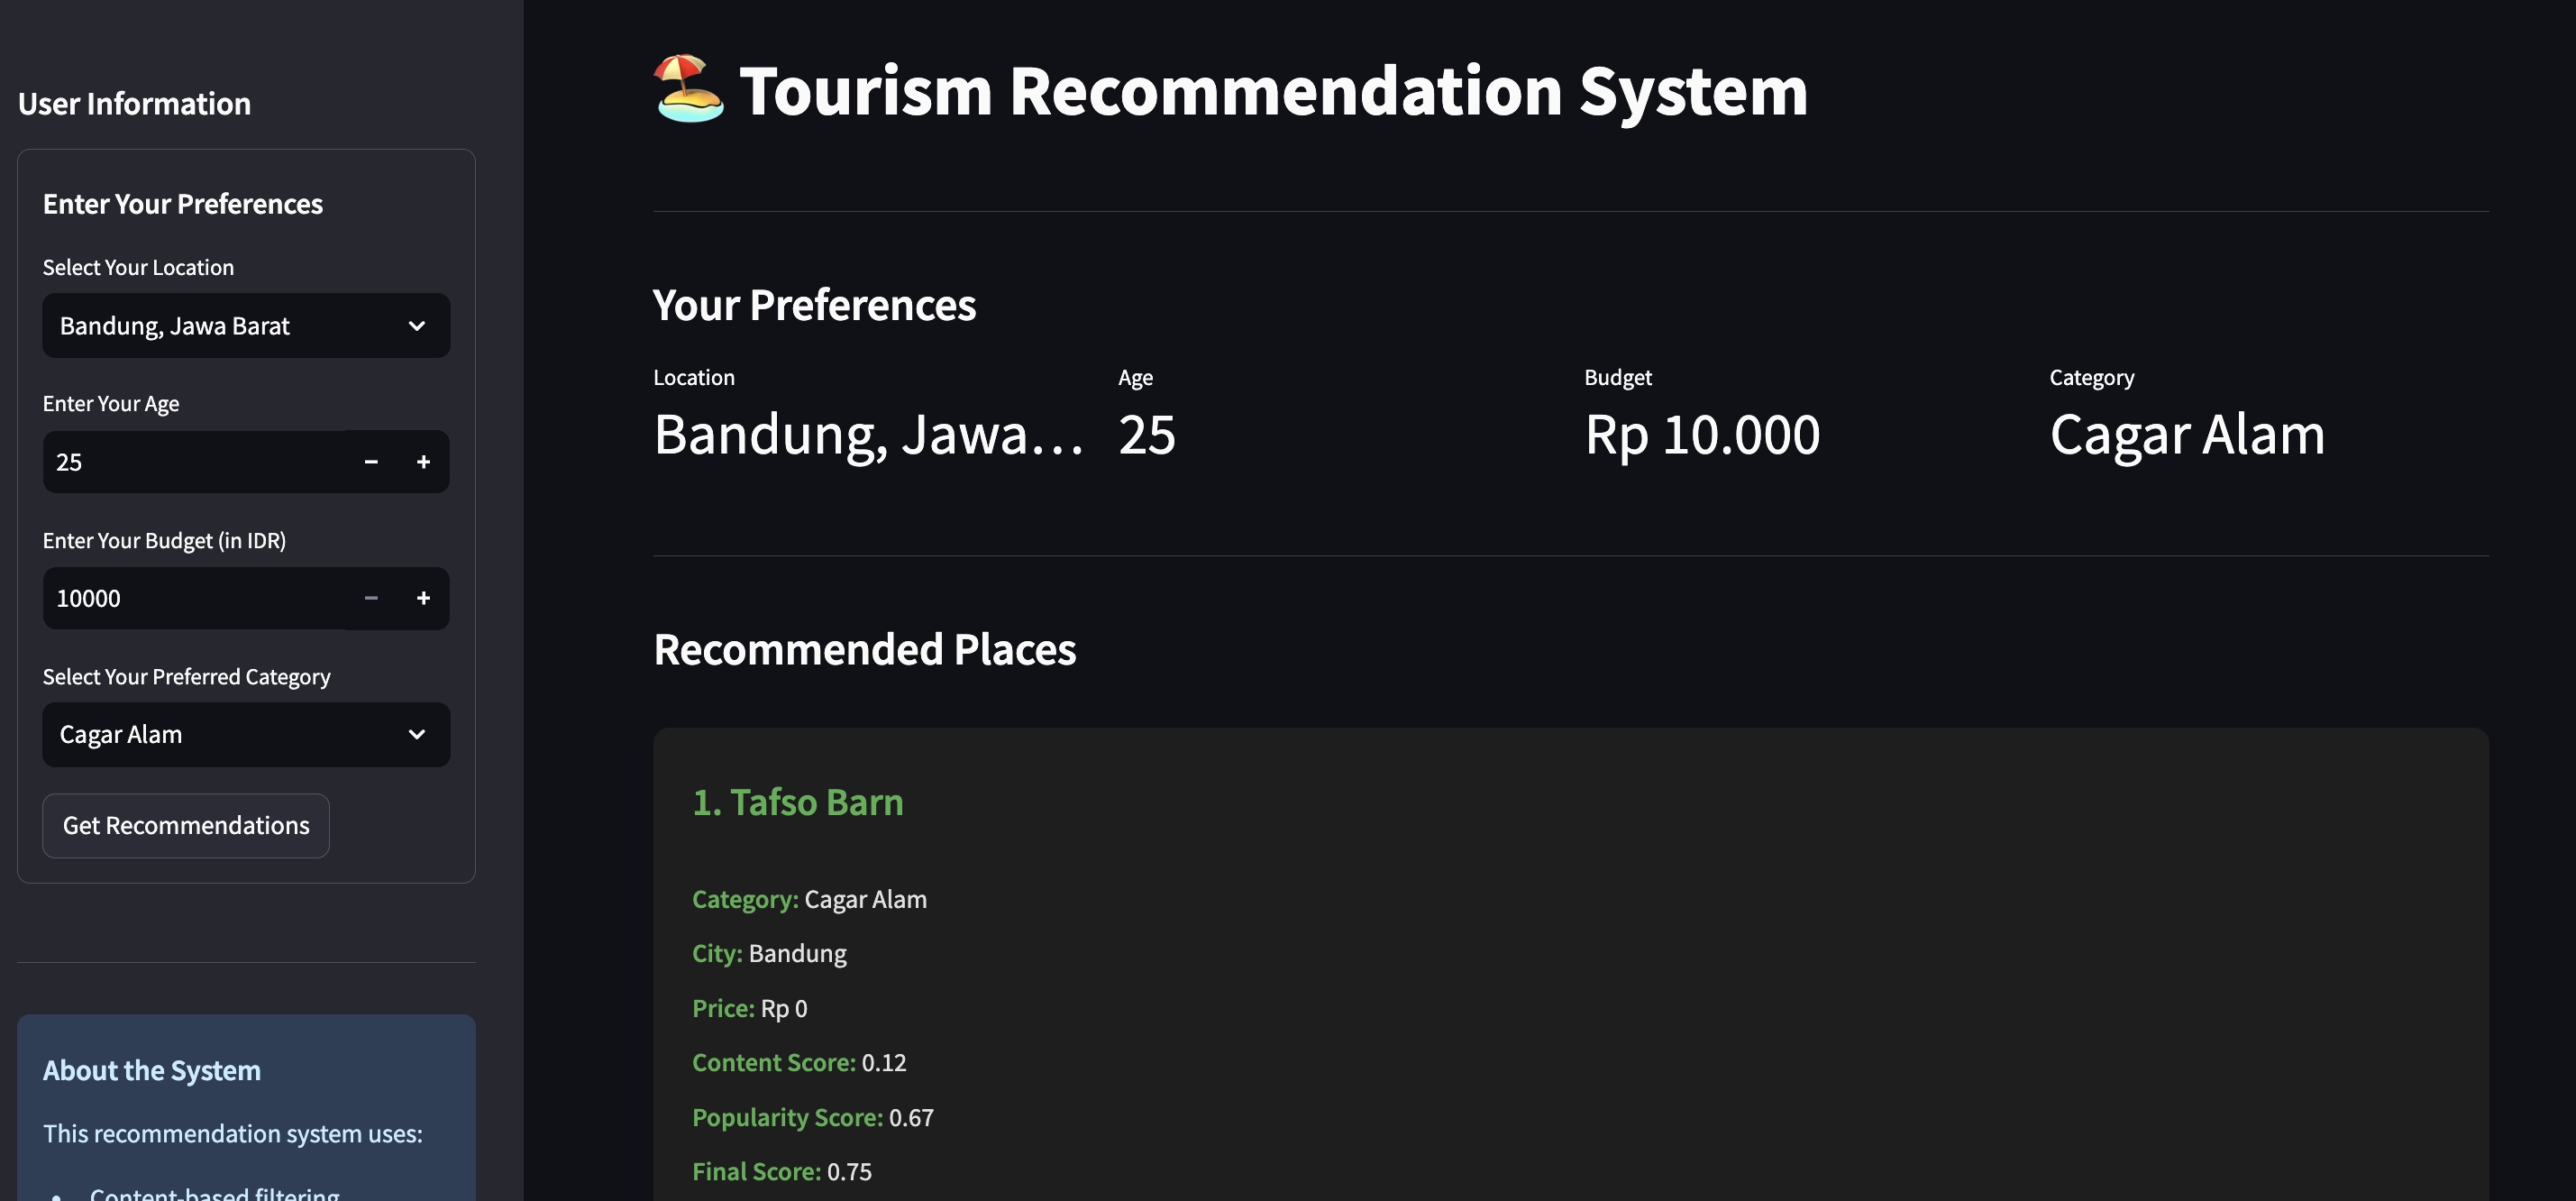 User Information
Enter Your Preferences
Select Your Location
Bandung, Jawa Barat
Enter Your Age
25
Enter Your Budget (in IDR)
10000
Select Your Preferred Category
Cagar Alam
Get Recommendations
About the System
This recommendation system uses:
Content-based filtering
Tourism Recommendation System
Your Preferences
Location Age Budget Category
Bandung, Jawa… 25 Rp 10.000 Cagar Alam
Recommended Places
1. Tafso Barn
Category: Cagar Alam
City: Bandung
Price: Rp 0
Content Score: 0.12
Popularity Score: 0.67
Final Score: 0.75